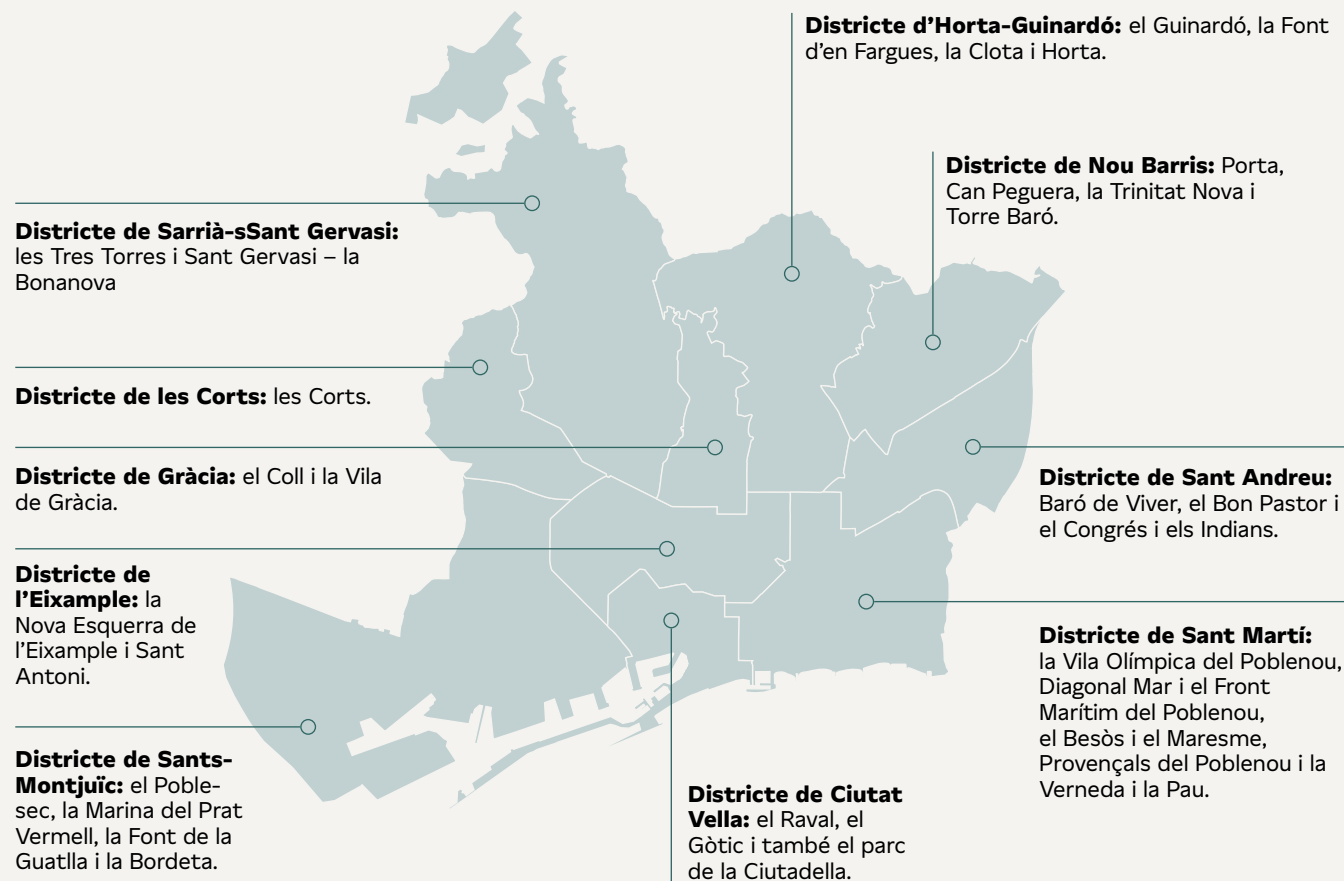 Districte d'Horta-Guinardó: el Guinardó, la Font
d'en Fargues, la Clota i Horta.
Districte de Nou Barris: Porta,
Can Peguera, la Trinitat Nova i
Torre Baró.
Districte de Sarrià-sSant Gervasi:
les Tres Torres i Sant Gervasi – la
Bonanova
Districte de les Corts: les Corts.
Districte de Gràcia: el Coll i la Vila
de Gràcia.
Districte de Sant Andreu:
Baró de Viver, el Bon Pastor i
el Congrés i els Indians.
Districte de
l'Eixample: la
Nova Esquerra de
l'Eixample i Sant
Antoni.
Districte de Sant Martí:
la Vila Olímpica del Poblenou,
Diagonal Mar i el Front
Marítim del Poblenou,
el Besòs i el Maresme,
Provençals del Poblenou i la
Verneda i la Pau.
Districte de Sants-
Montjuïc: el Poble-
sec, la Marina del Prat
Vermell, la Font de la
Guatlla i la Bordeta.
Districte de Ciutat
Vella: el Raval, el
Gòtic i també el parc
de la Ciutadella.